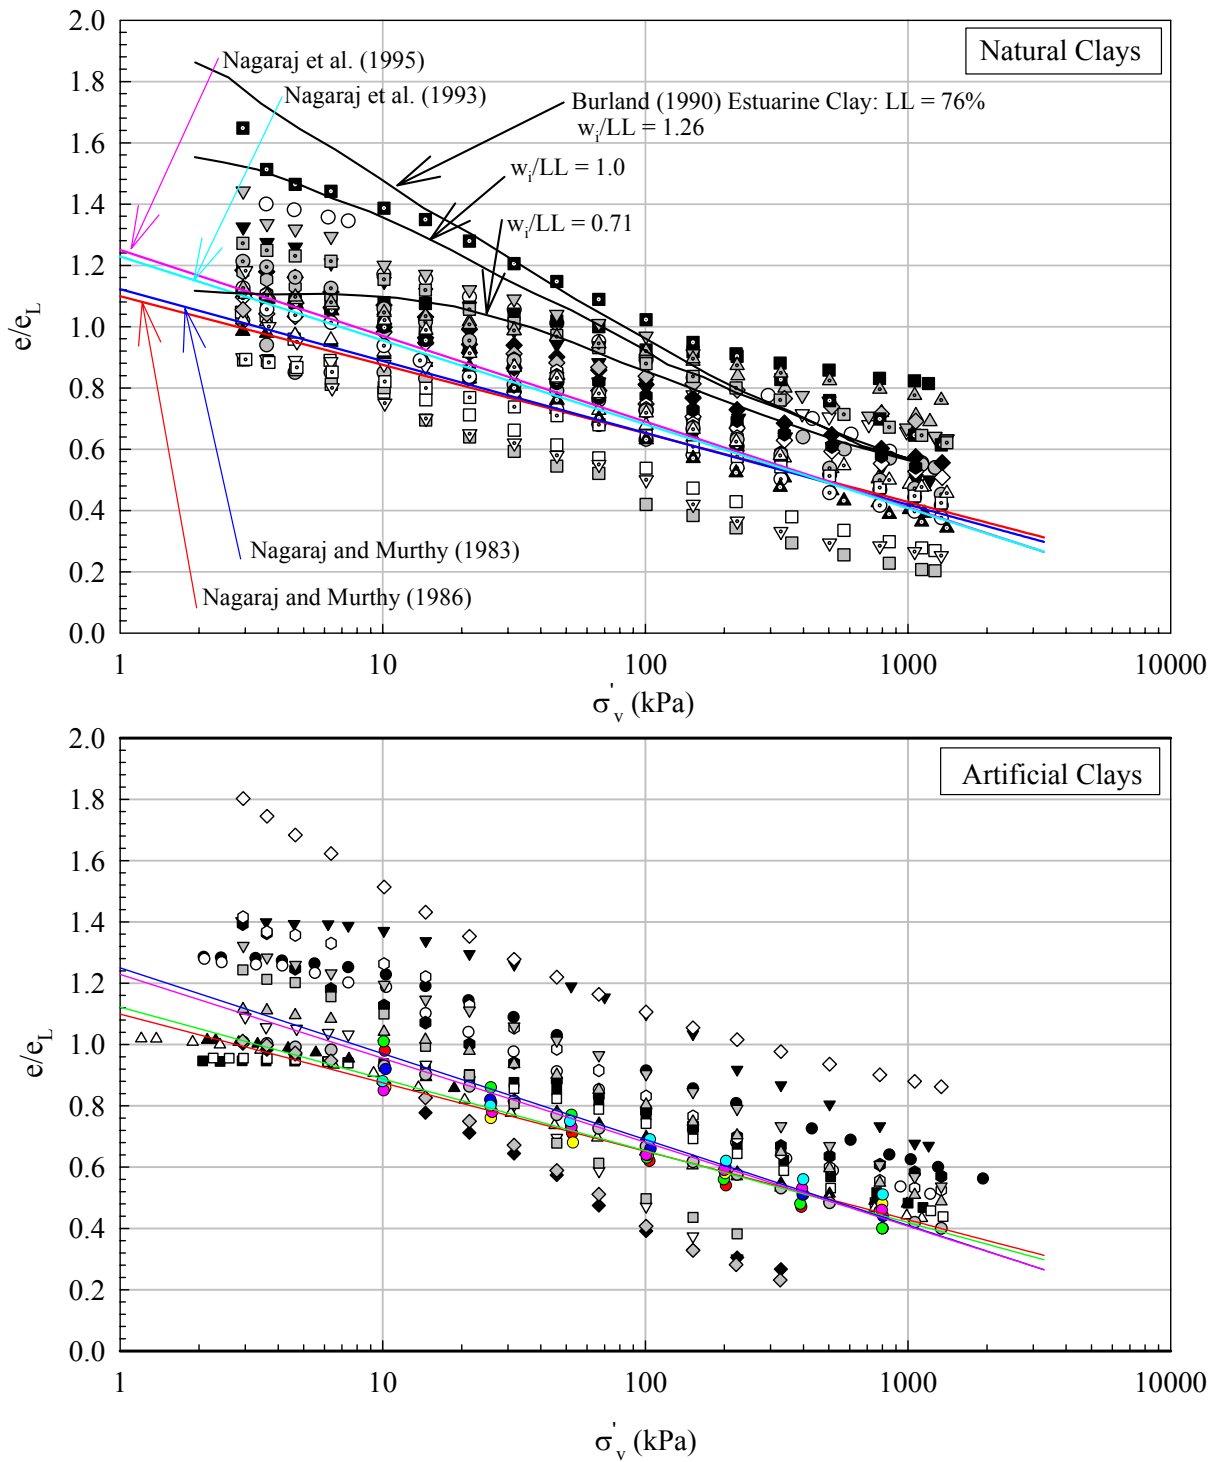 2.0
1.8
1.6
1.4
1.2
1.0
0.8
0.6
0.4
0.2
0.0
e/eL
Natural Clays
Nagaraj et al. (1995)
Nagaraj et al. (1993)
Burland (1990) Estuarine Clay: LL = 76%
wi/LL = 1.26
wi/LL = 1.0
wi/LL = 0.71
Nagaraj and Murthy (1983)
Nagaraj and Murthy (1986)
1 10 100 1000 10000
σ'v (kPa)
2.0
1.8
1.6
1.4
1.2
1.0
0.8
0.6
0.4
0.2
0.0
e/eL
Artificial Clays
1 10 100 1000 10000
σ'v (kPa)